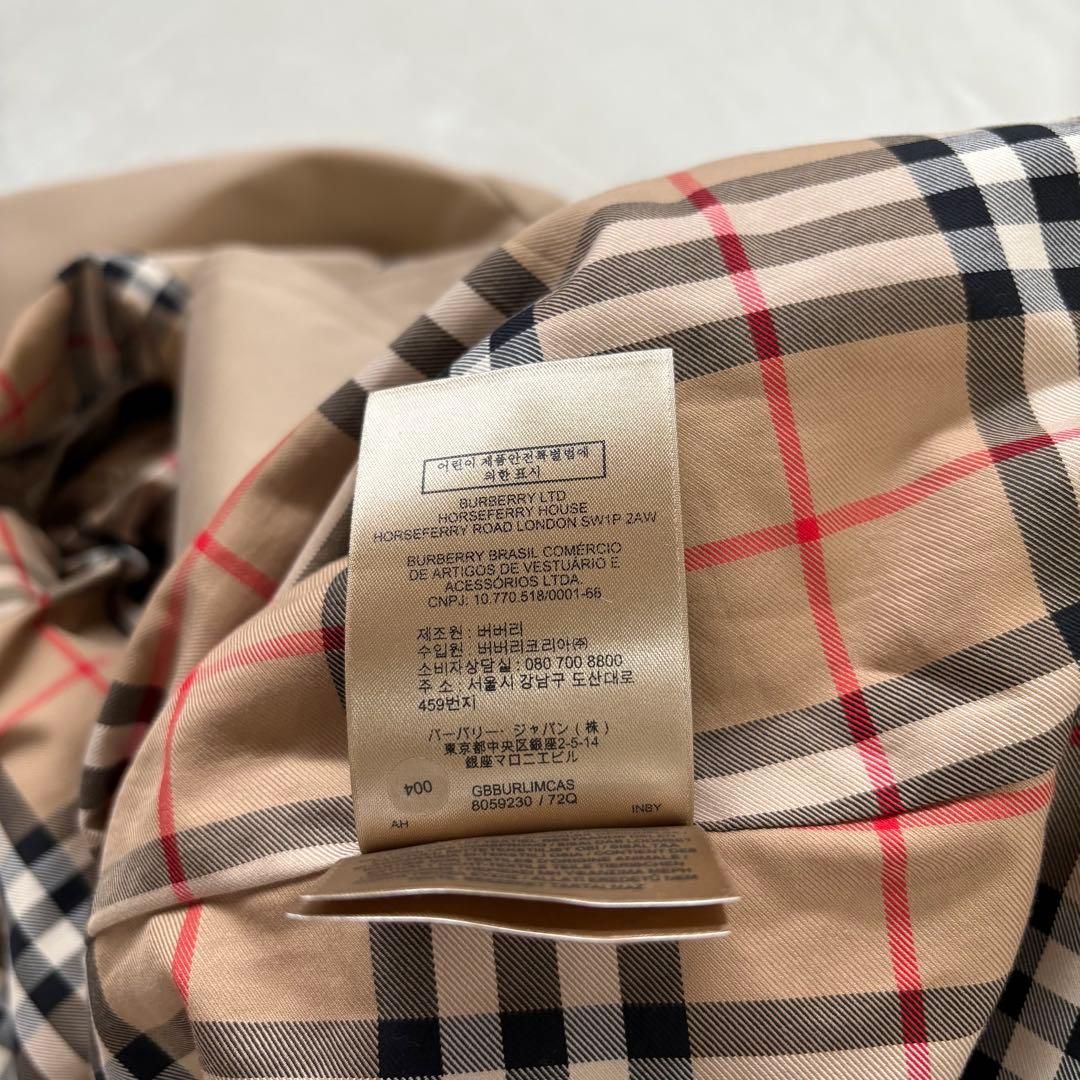 어린이 제품안전특별법에
의한 표시
BURBERRY LTD
HORSEFERRY HOUSE
HORSEFERRY ROAD LONDON SW1P 2AW
BURBERRY BRASIL COMÉRCIO
DE ARTIGOS DE VESTUÁRIO E
ACESSÓRIOS LTDA.
CNPJ: 10.770.518/0001-66
제조원 : 버버리
수입원 : 버버리코리아㈜
소비자상담실 : 080 700 8800
주 소 : 서울시 강남구 도산대로
459번지
バーバリー・ジャパン(株)
東京都中央区銀座2-5-14
銀座マロニエビル
004
GBBURLIMCAS
8059230 / 72Q
INBY
AH